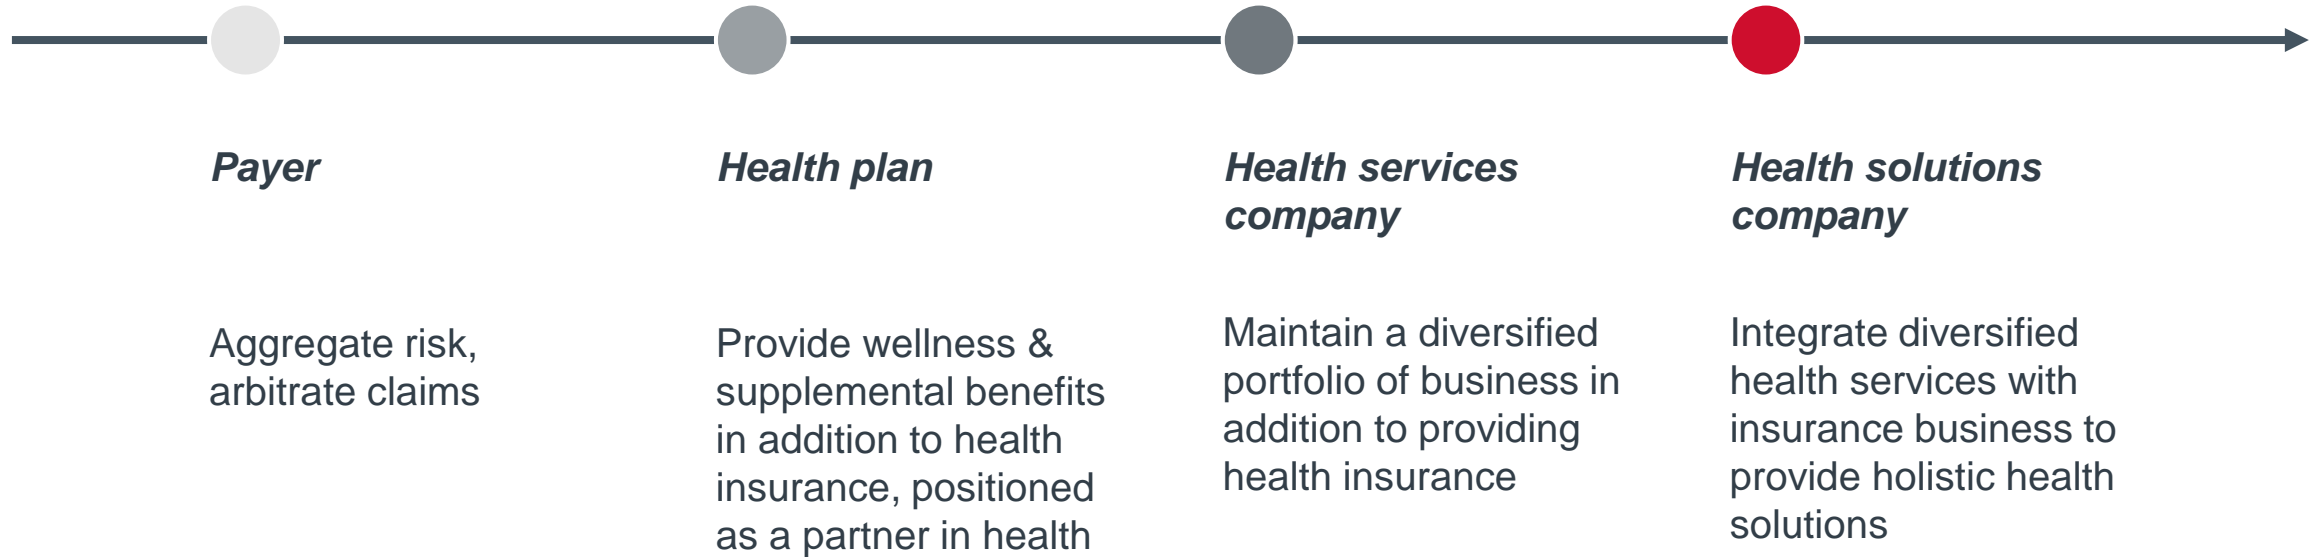 Payer
Aggregate risk,
arbitrate claims
Health plan
Provide wellness &
supplemental benefits
in addition to health
insurance, positioned
as a partner in health
Health services
company
Maintain a diversified
portfolio of business in
addition to providing
health insurance
Health solutions
company
Integrate diversified
health services with
insurance business to
provide holistic health
solutions